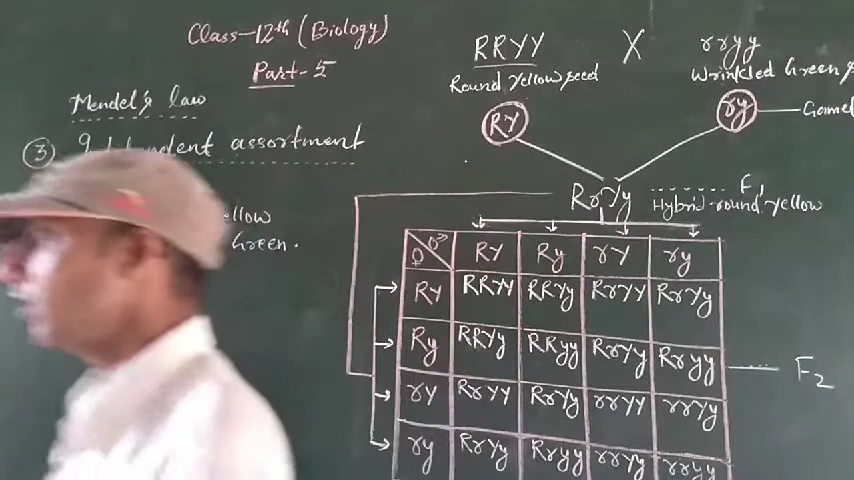 Class-12th (Biology)
Part-5
Mendel's law
③ Independent assortment
ellow
Green.
RRYY X rryy
Round yellow seed Wrinkled Green
RY ry Gamet
RrYy F1
Hybrid-round yellow
♀ ♂ RY Ry rY ry
RY RRYY RRYy RrYY RrYy
Ry RRYy RRyy RrYy Rryy
rY RrYY RrYy rrYY rrYy
ry RrYy Rryy rrYy rryy
F2